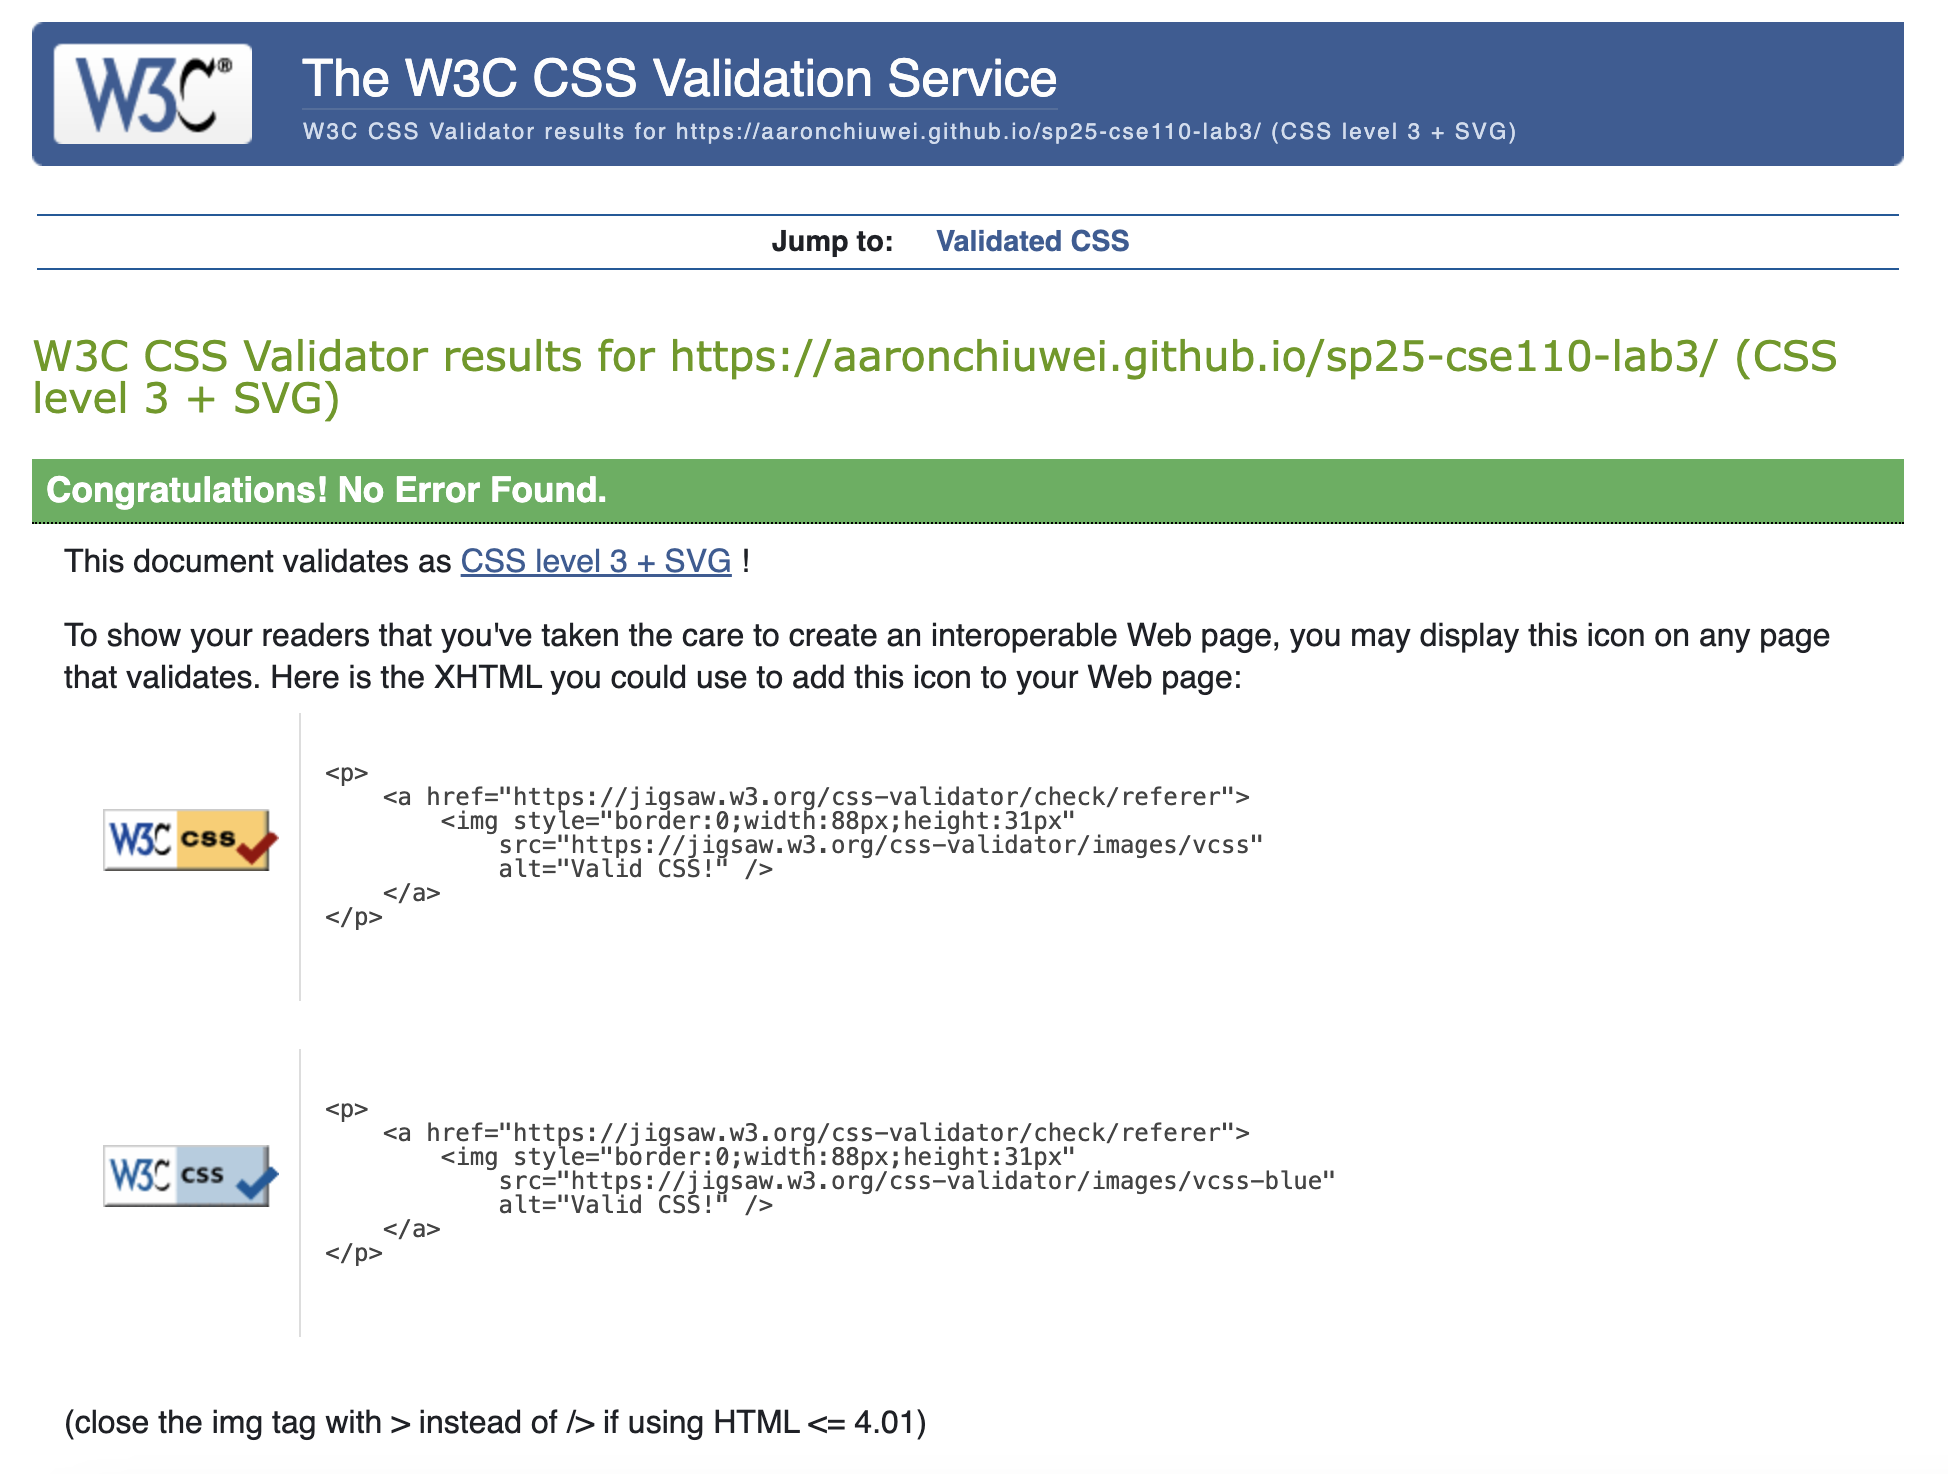 W3C®
The W3C CSS Validation Service
W3C CSS Validator results for https://aaronchiuwei.github.io/sp25-cse110-lab3/ (CSS level 3 + SVG)
Jump to: Validated CSS
W3C CSS Validator results for https://aaronchiuwei.github.io/sp25-cse110-lab3/ (CSS
level 3 + SVG)
Congratulations! No Error Found.
This document validates as CSS level 3 + SVG !
To show your readers that you've taken the care to create an interoperable Web page, you may display this icon on any page
that validates. Here is the XHTML you could use to add this icon to your Web page:
W3C css
<p>
<a href="https://jigsaw.w3.org/css-validator/check/referer">
<img style="border:0;width:88px;height:31px"
src="https://jigsaw.w3.org/css-validator/images/vcss"
alt="Valid CSS!" />
</a>
</p>
W3C css
<p>
<a href="https://jigsaw.w3.org/css-validator/check/referer">
<img style="border:0;width:88px;height:31px"
src="https://jigsaw.w3.org/css-validator/images/vcss-blue"
alt="Valid CSS!" />
</a>
</p>
(close the img tag with > instead of /> if using HTML <= 4.01)